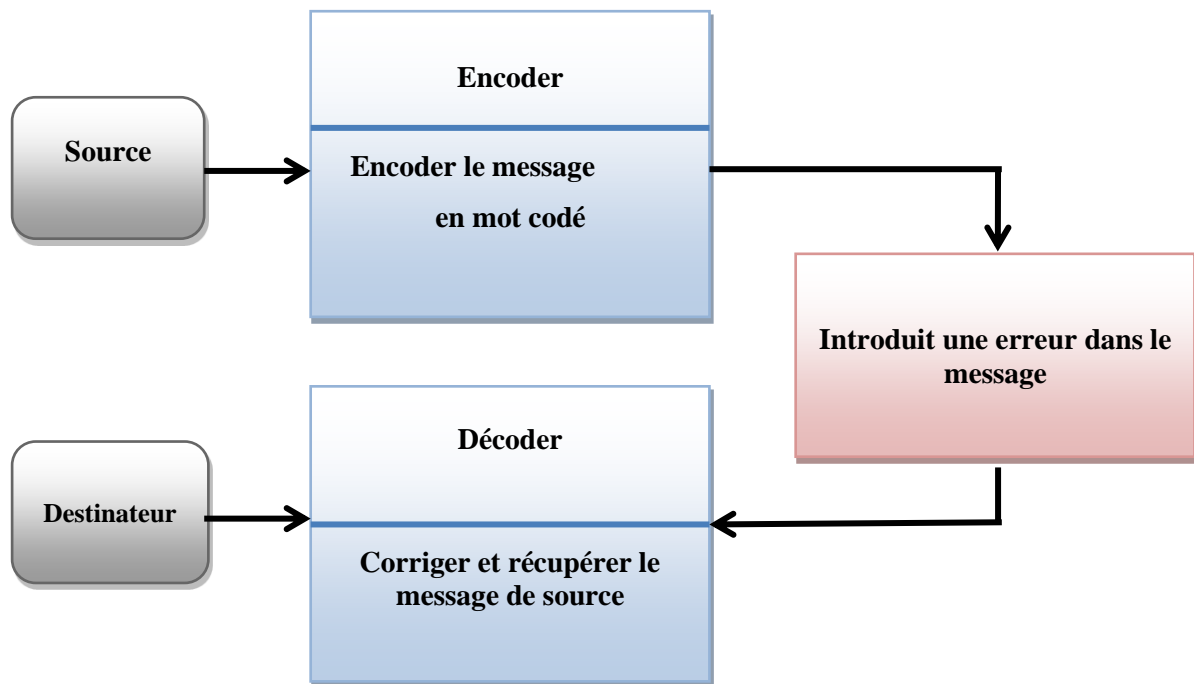 Source
Encoder
Encoder le message
en mot codé
Introduit une erreur dans le
message
Destinateur
Décoder
Corriger et récupérer le
message de source